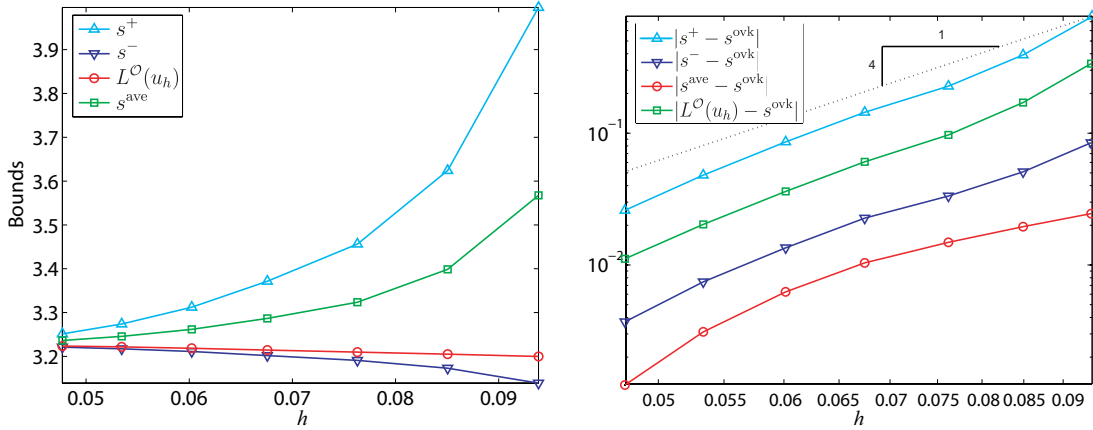 Bounds
3.9
3.8
3.7
3.6
3.5
3.4
3.3
3.2
0.05
0.06
0.07
0.08
0.09
h
s⁺
s⁻
L^𝒪(u_h)
s^ave
|s⁺ − s^ovk|
|s⁻ − s^ovk|
|s^ave − s^ovk|
|L^𝒪(u_h) − s^ovk|
1
4
10⁻¹
10⁻²
0.05
0.055
0.06
0.065
0.07
0.075
0.08
0.085
0.09
h